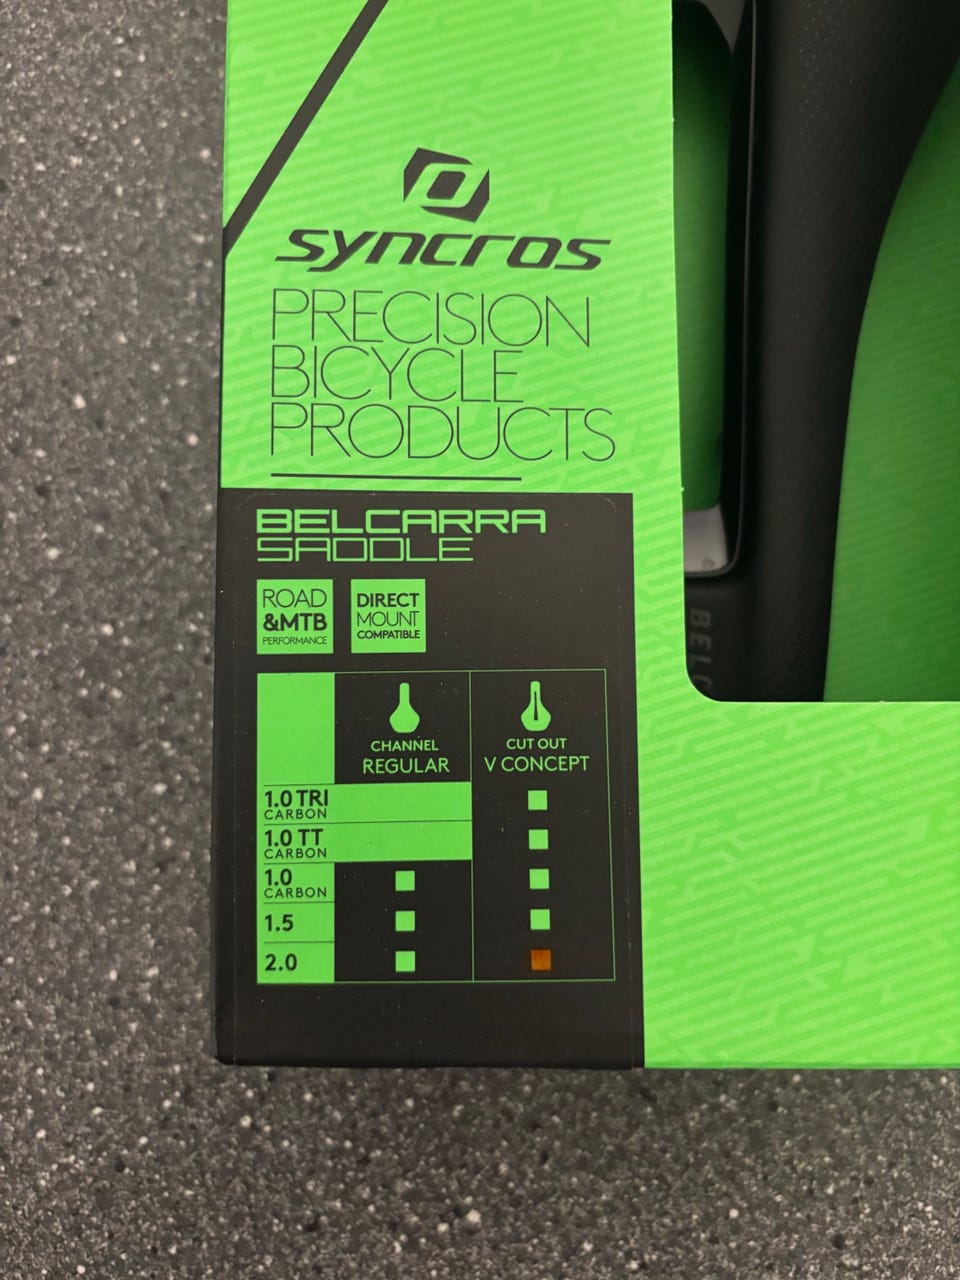 syncros
PRECISION
BICYCLE
PRODUCTS
BELCARRA
SADDLE
ROAD
&MTB
PERFORMANCE
DIRECT
MOUNT
COMPATIBLE
CHANNEL
REGULAR
CUT OUT
V CONCEPT
1.0 TRI
CARBON
1.0 TT
CARBON
1.0
CARBON
1.5
2.0
BELC